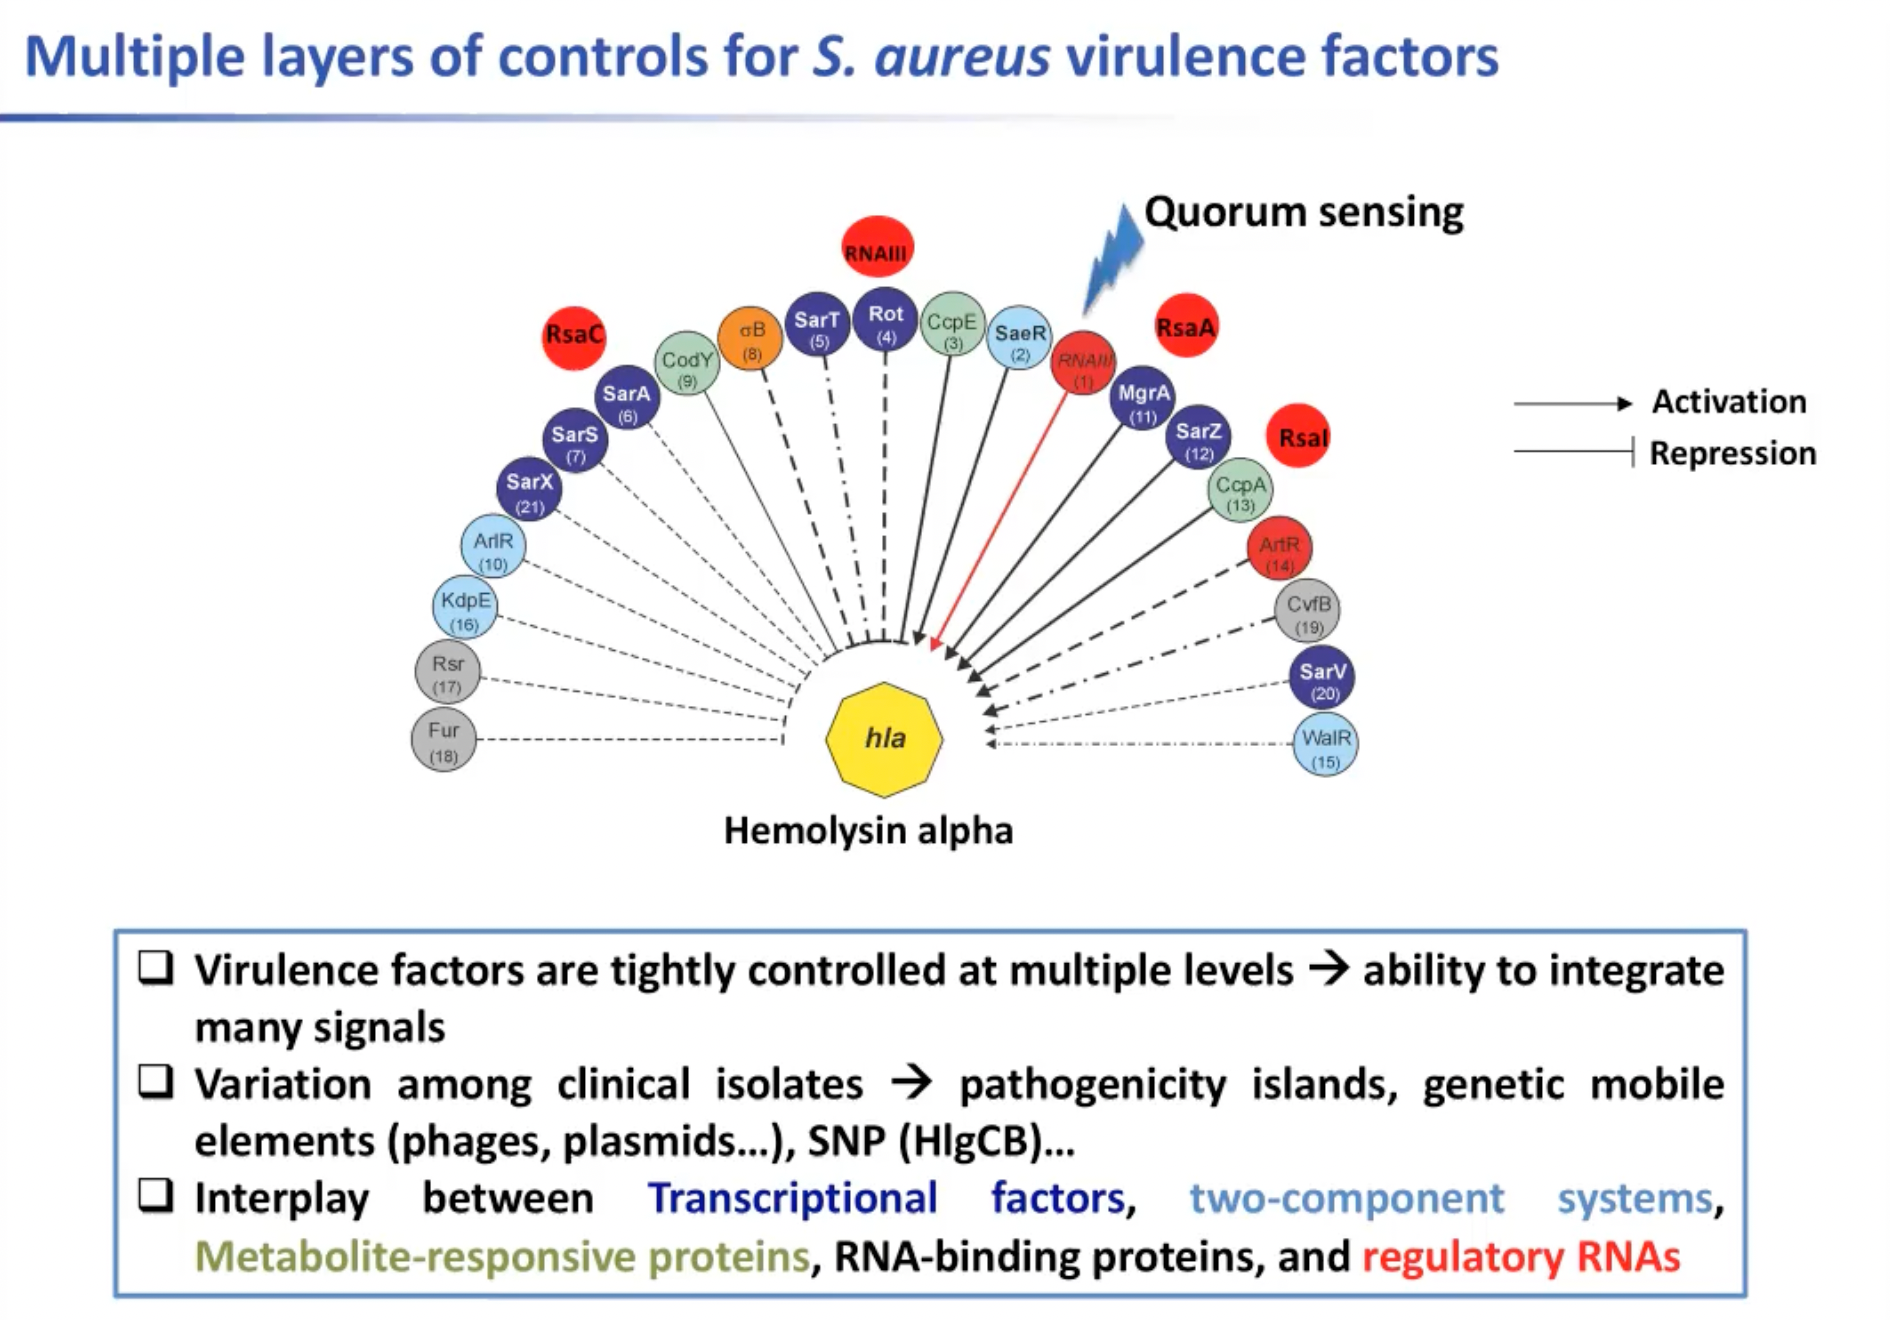 Multiple layers of controls for S. aureus virulence factors
Quorum sensing
RNAIII
RsaC
RsaA
RsaI
Fur
(18)
Rsr
(17)
KdpE
(16)
ArlR
(10)
SarX
(21)
SarS
(7)
SarA
(6)
CodY
(9)
σB
(8)
SarT
(5)
Rot
(4)
CcpE
(3)
SaeR
(2)
RNAIII
(1)
MgrA
(11)
SarZ
(12)
CcpA
(13)
ArtR
(14)
CvfB
(19)
SarV
(20)
WalR
(15)
Activation
Repression
hla
Hemolysin alpha
❑ Virulence factors are tightly controlled at multiple levels → ability to integrate
many signals
❑ Variation among clinical isolates → pathogenicity islands, genetic mobile
elements (phages, plasmids…), SNP (HlgCB)…
❑ Interplay between Transcriptional factors, two-component systems,
Metabolite-responsive proteins, RNA-binding proteins, and regulatory RNAs